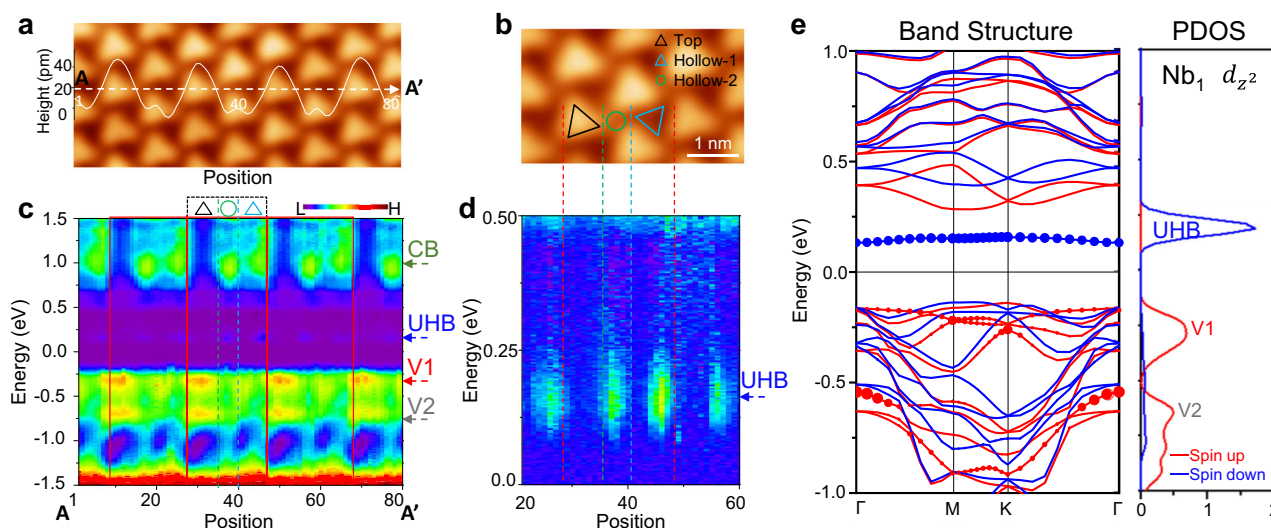 a
Height (pm)
40
20
0
A
A'
1
40
80
Position
b
△ Top
△ Hollow-1
○ Hollow-2
1 nm
c
L
H
Energy (eV)
1.5
1.0
0.5
0.0
-0.5
-1.0
-1.5
CB
UHB
V1
V2
1
20
40
60
80
A
Position
A'
d
Energy (eV)
0.50
0.25
0.0
UHB
20
40
60
Position
e
Band Structure
PDOS
Energy (eV)
1.0
0.5
0.0
-0.5
-1.0
Γ
M
K
Γ
Nb₁ d_z²
UHB
V1
V2
Spin up
Spin down
0
1
2